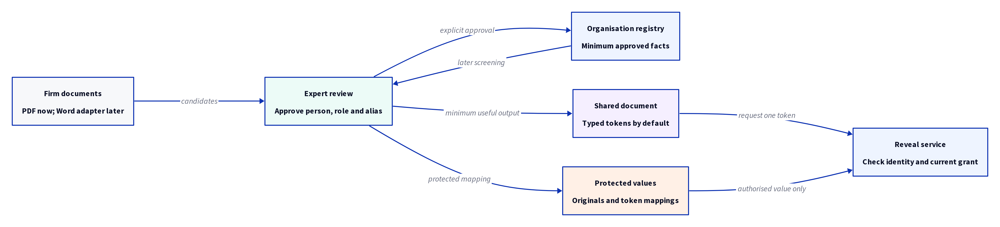 Firm documents
PDF now; Word adapter later
candidates
Expert review
Approve person, role and alias
explicit approval
later screening
minimum useful output
protected mapping
Organisation registry
Minimum approved facts
Shared document
Typed tokens by default
Protected values
Originals and token mappings
request one token
authorised value only
Reveal service
Check identity and current grant